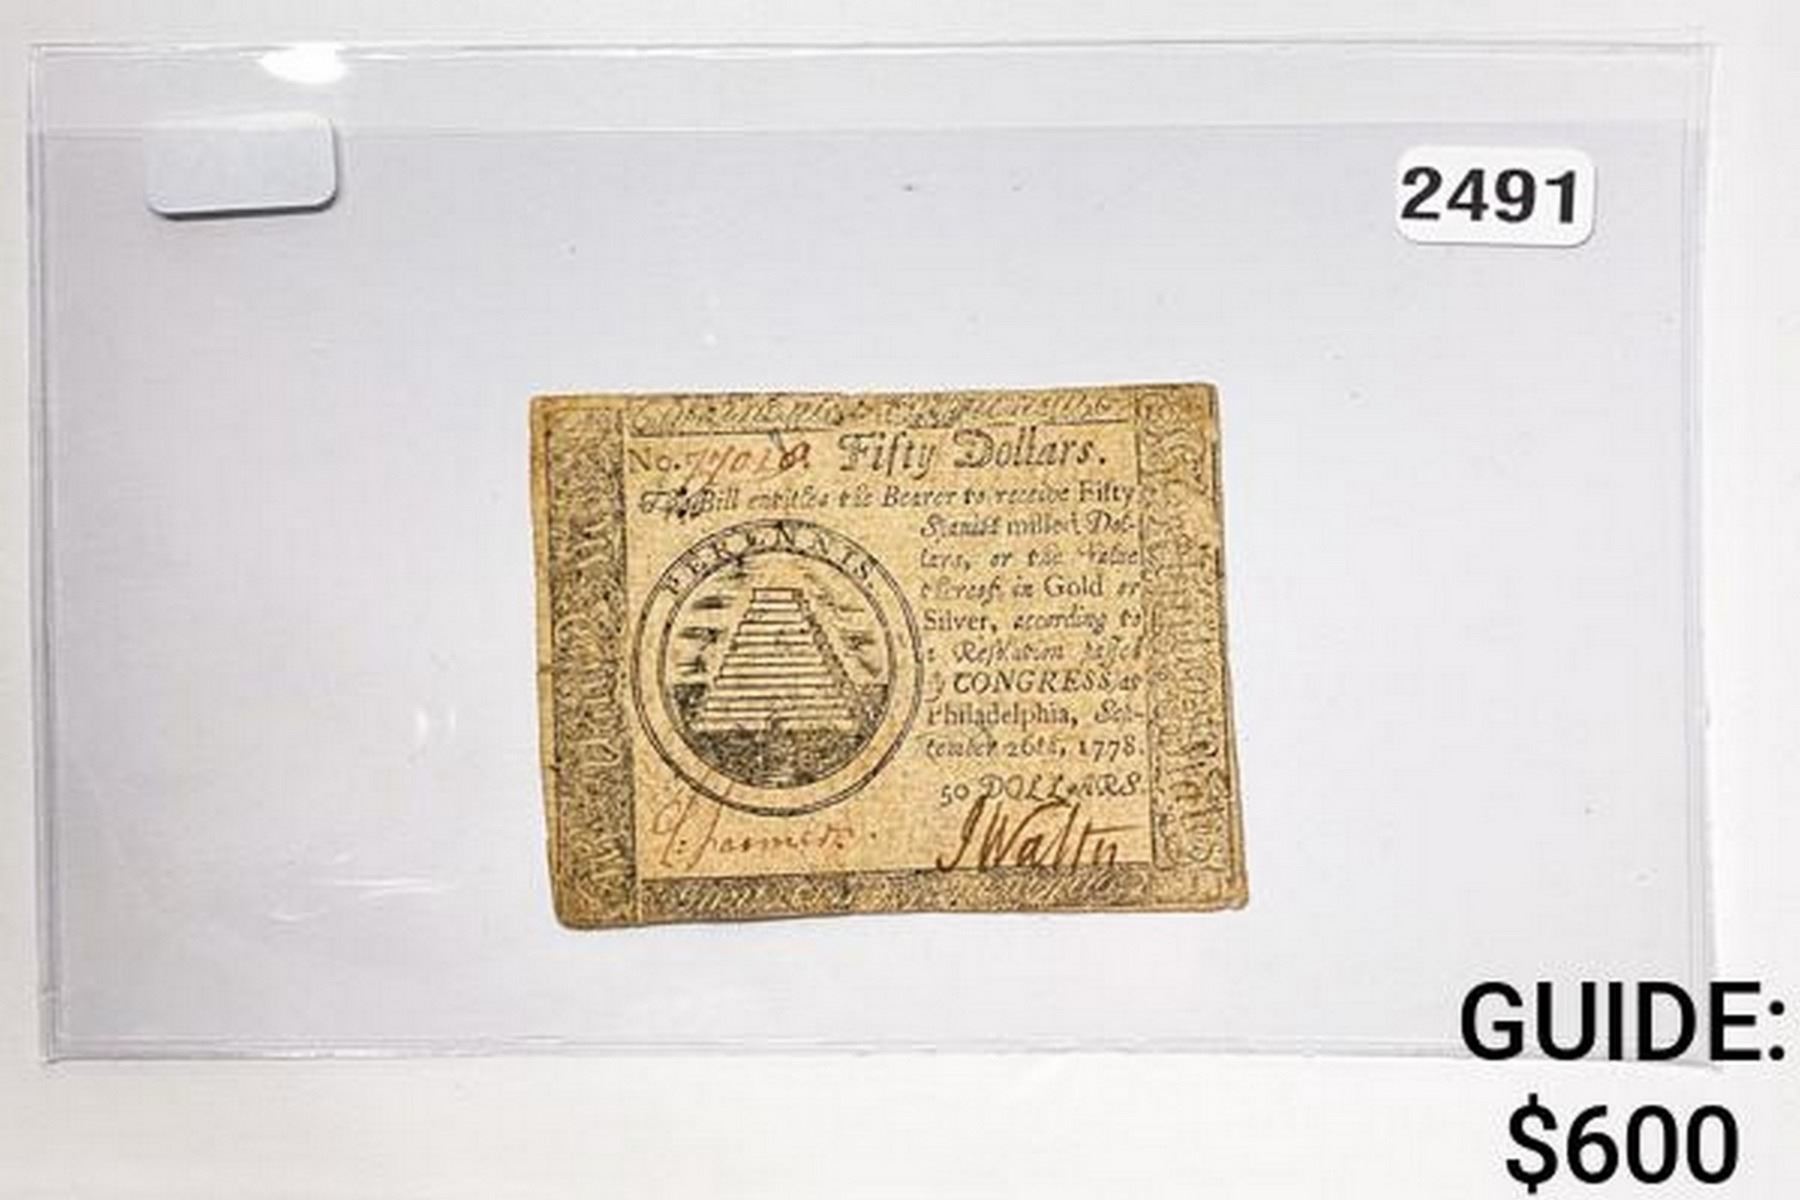 2491
No. 77018. Fifty Dollars.
This Bill entitles the Bearer to receive Fifty
Spanish milled Dol-
lars, or the Value
thereof in Gold or
Silver, according to
a Resolution passed
by CONGRESS at
Philadelphia, Sep-
tember 26th, 1778.
50 DOLLARS
PERENNIS.
GUIDE:
$600